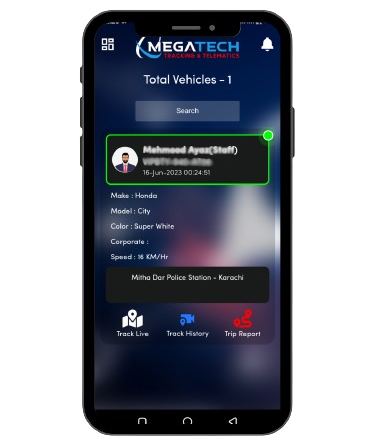 MEGATECH
TRACKING & TELEMATICS
Total Vehicles - 1
Search
Mehmood Ayaz(Staff)
16-Jun-2023 00:24:51
Make : Honda
Model : City
Color : Super White
Corporate :
Speed : 16 KM/Hr
Mitha Dar Police Station - Karachi
Track Live
Track History
Trip Report